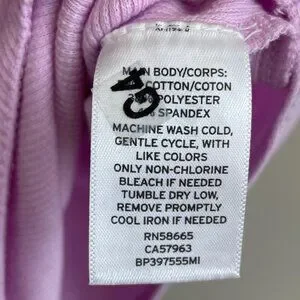 MAIN BODY/CORPS:
COTTON/COTON
POLYESTER
SPANDEX
MACHINE WASH COLD,
GENTLE CYCLE, WITH
LIKE COLORS
ONLY NON-CHLORINE
BLEACH IF NEEDED
TUMBLE DRY LOW,
REMOVE PROMPTLY
COOL IRON IF NEEDED
RN58665
CA57963
BP397555MI